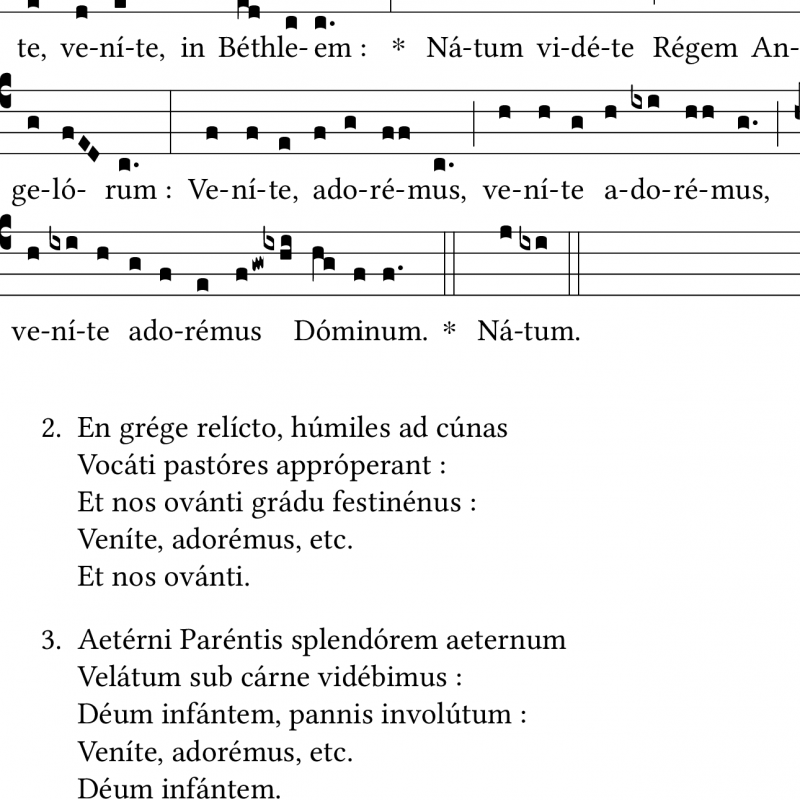 te, ve-ní-te, in Béthle-em : * Ná-tum vi-dé-te Régem An-
ge-ló- rum : Ve-ní-te, ado-ré-mus, ve-ní-te a-do-ré-mus,
ve-ní-te ado-rémus Dóminum. * Ná-tum.
2. En grége relícto, húmiles ad cúnas
Vocáti pastóres appróperant :
Et nos ovánti grádu festinénus :
Veníte, adorémus, etc.
Et nos ovánti.
3. Aetérni Paréntis splendórem aeternum
Velátum sub cárne vidébimus :
Déum infántem, pannis involútum :
Veníte, adorémus, etc.
Déum infántem.